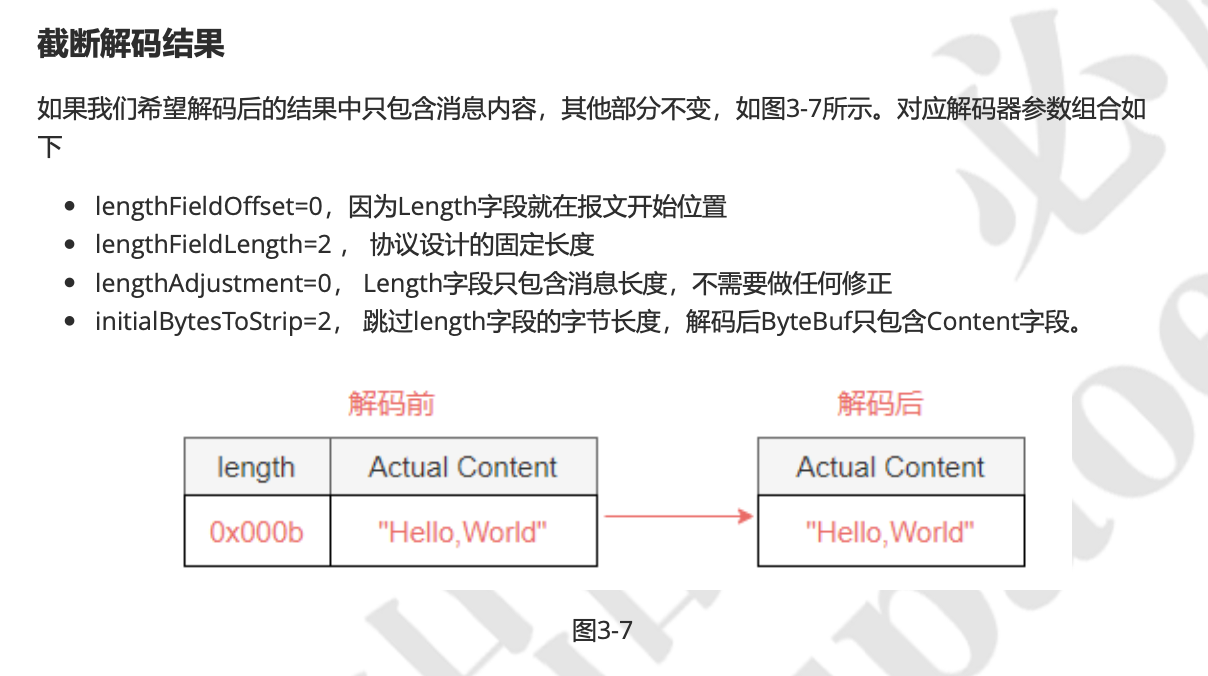 截断解码结果
如果我们希望解码后的结果中只包含消息内容，其他部分不变，如图3-7所示。对应解码器参数组合如
下
lengthFieldOffset=0，因为Length字段就在报文开始位置
lengthFieldLength=2 ， 协议设计的固定长度
lengthAdjustment=0， Length字段只包含消息长度，不需要做任何修正
initialBytesToStrip=2， 跳过length字段的字节长度，解码后ByteBuf只包含Content字段。
解码前 解码后
length Actual Content Actual Content
0x000b "Hello,World" "Hello,World"
图3-7